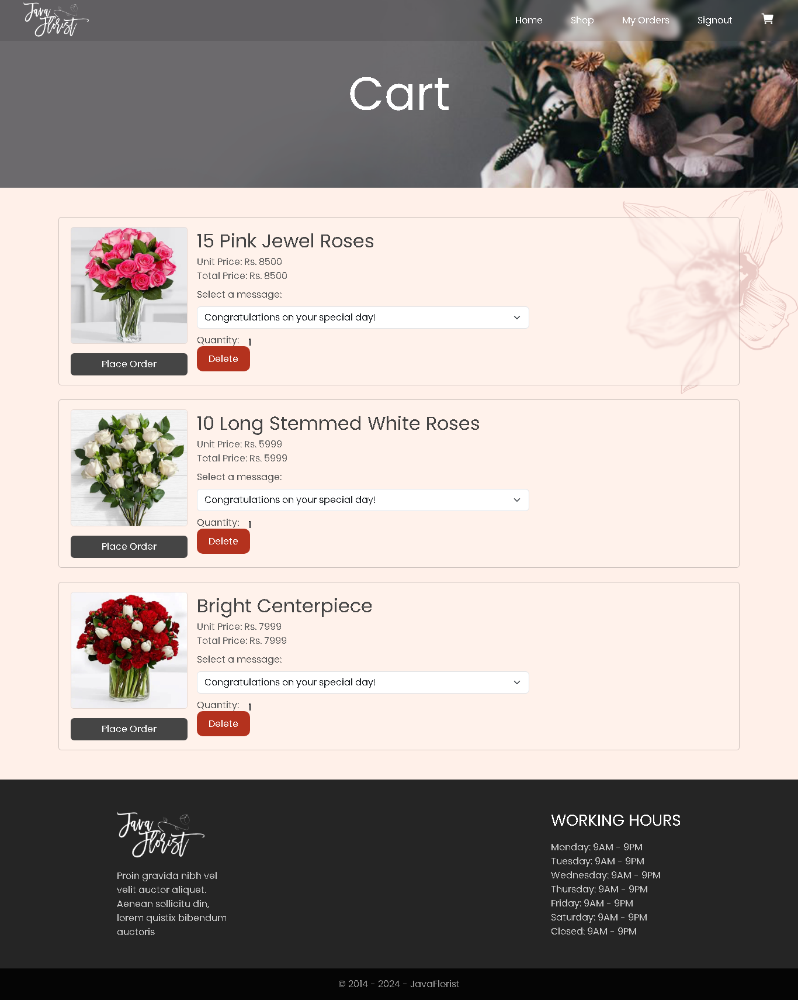 Java
Florist
Home
Shop
My Orders
Signout
Cart
15 Pink Jewel Roses
Unit Price: Rs. 8500
Total Price: Rs. 8500
Select a message:
Congratulations on your special day!
Quantity: 1
Delete
Place Order
10 Long Stemmed White Roses
Unit Price: Rs. 5999
Total Price: Rs. 5999
Select a message:
Congratulations on your special day!
Quantity: 1
Delete
Place Order
Bright Centerpiece
Unit Price: Rs. 7999
Total Price: Rs. 7999
Select a message:
Congratulations on your special day!
Quantity: 1
Delete
Place Order
Java
Florist
Proin gravida nibh vel
velit auctor aliquet.
Aenean sollicitu din,
lorem quistix bibendum
auctoris
WORKING HOURS
Monday: 9AM - 9PM
Tuesday: 9AM - 9PM
Wednesday: 9AM - 9PM
Thursday: 9AM - 9PM
Friday: 9AM - 9PM
Saturday: 9AM - 9PM
Closed: 9AM - 9PM
© 2014 - 2024 - JavaFlorist